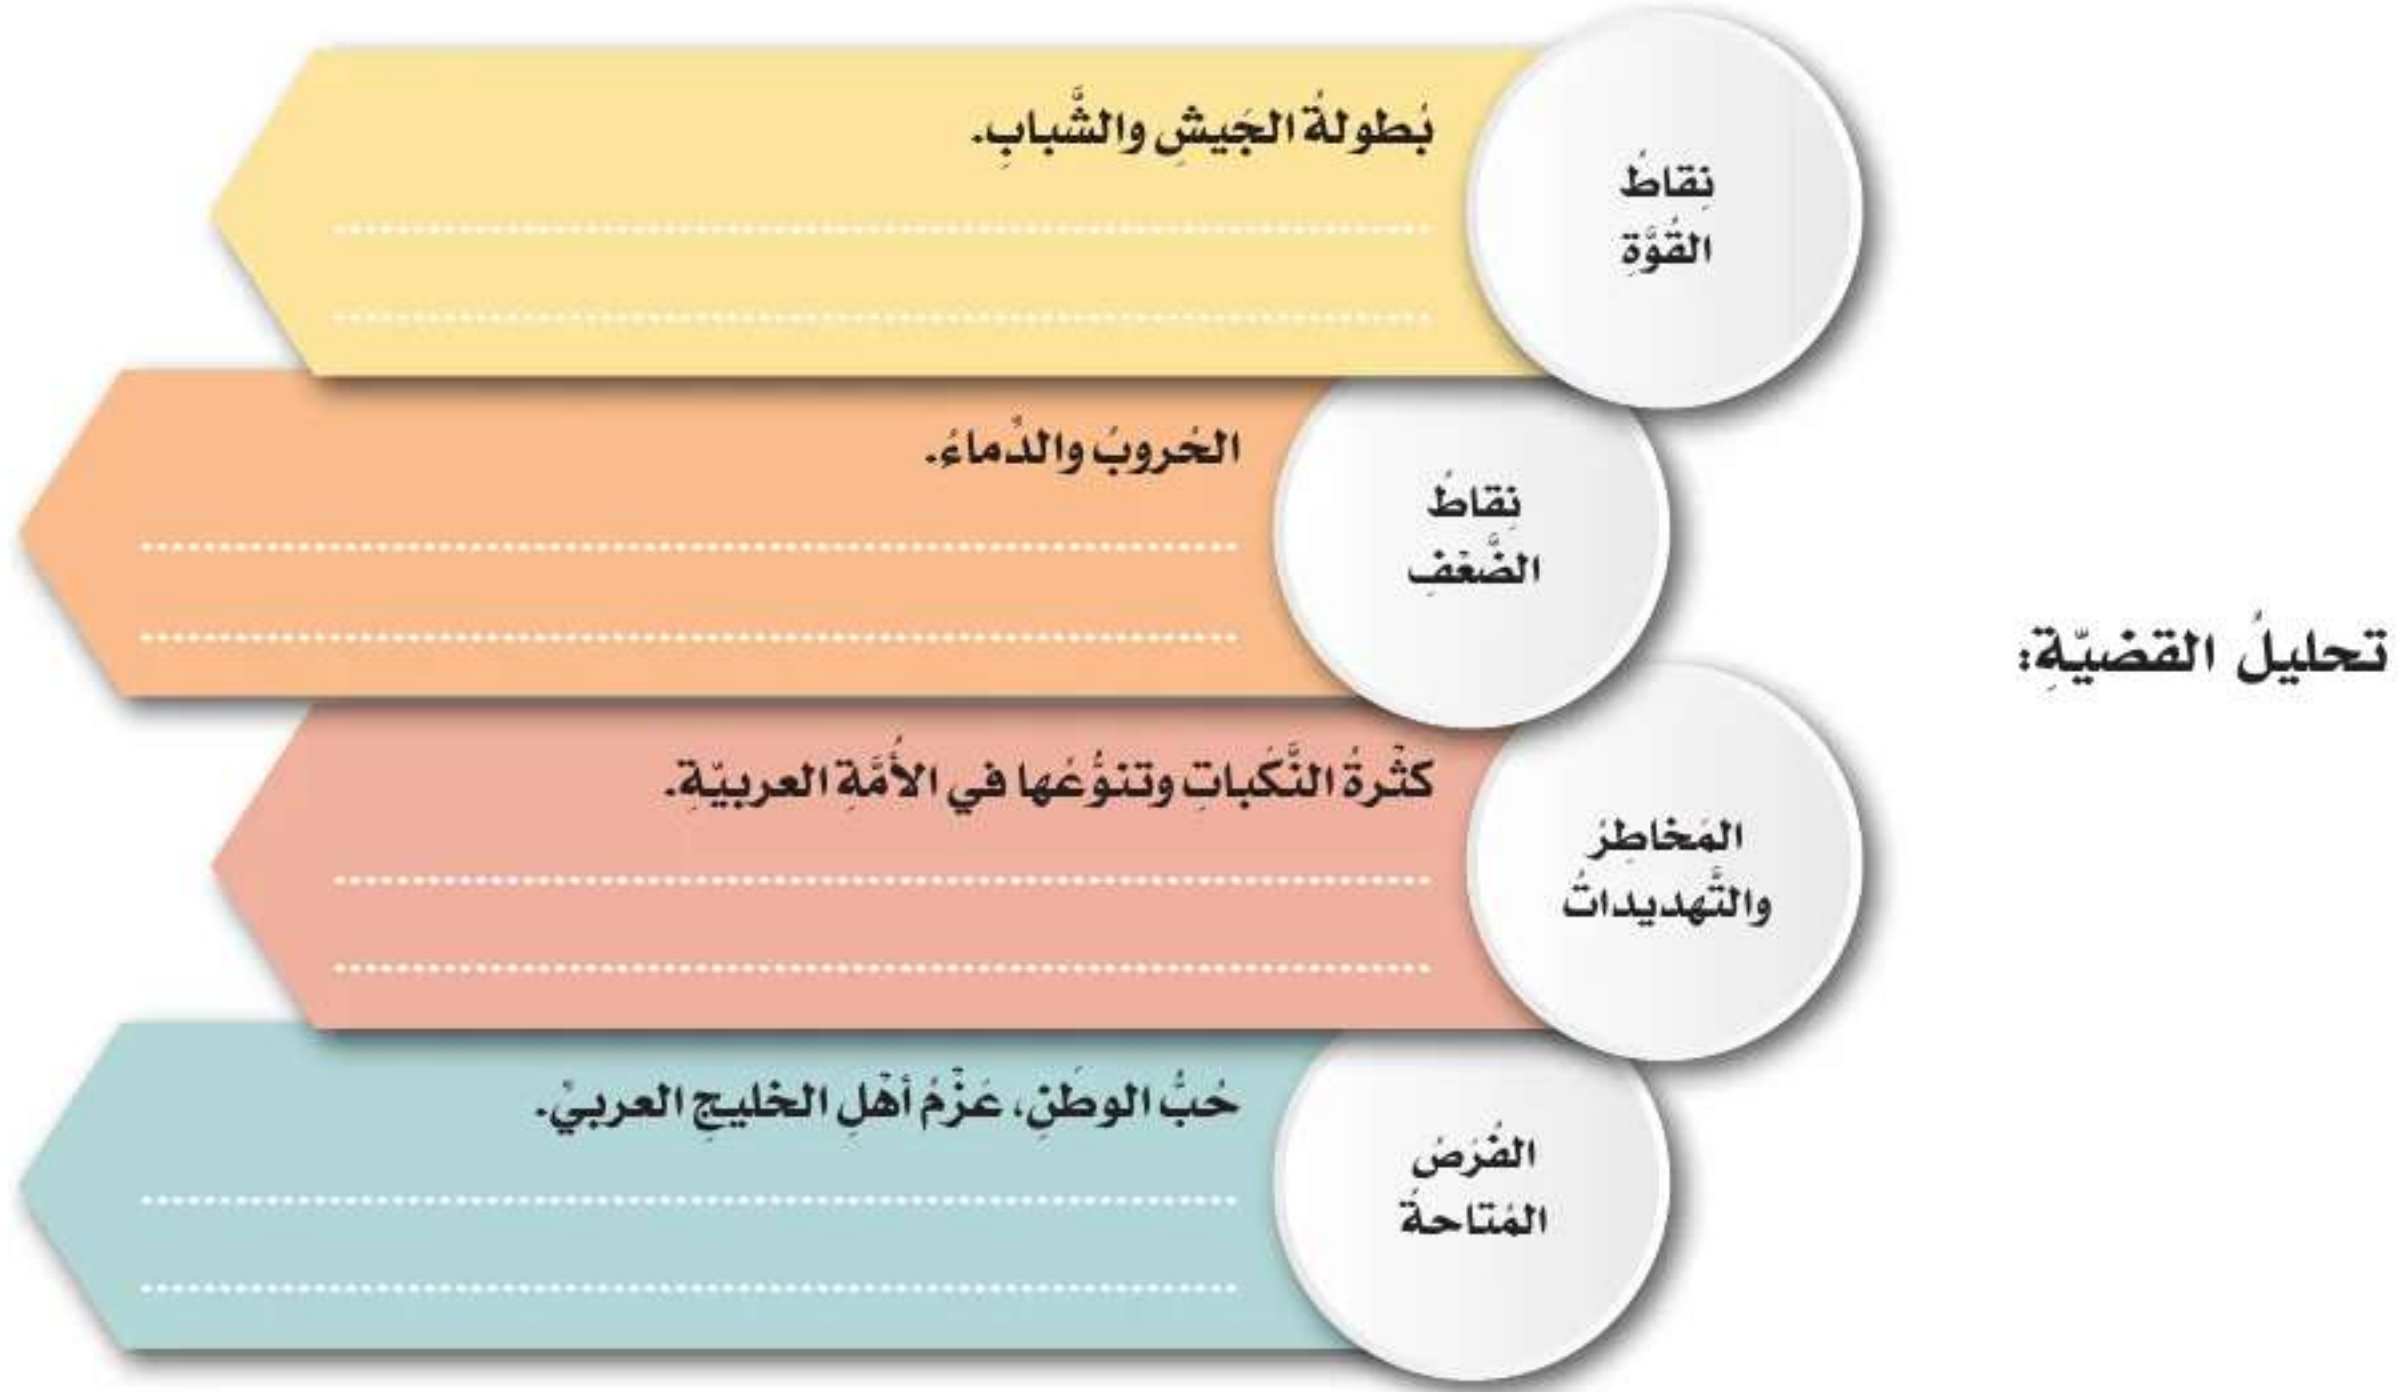 تحليلُ القضيّةِ:
نِقاطُ
القُوَّةِ
بُطولةُ الجَيشِ والشَّبابِ.
نِقاطُ
الضَّعْفِ
الحُروبُ والدِّماءُ.
المَخاطِرُ
والتَّهديداتُ
كثْرةُ النَّكَباتِ وتنوُّعُها في الأُمَّةِ العربيّةِ.
الفُرَصُ
المُتاحةُ
حُبُّ الوطَنِ، عَزْمُ أهْلِ الخليجِ العربيِّ.